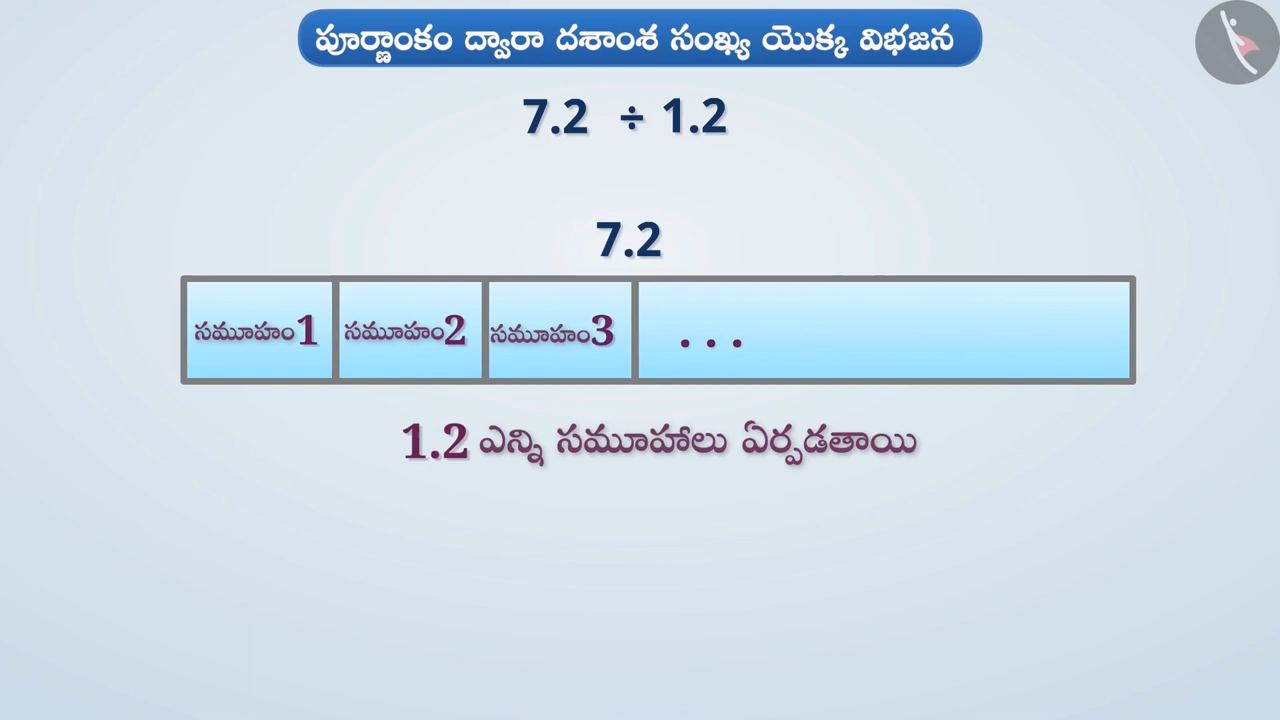 పూర్ణాంకం ద్వారా దశాంశ సంఖ్య యొక్క విభజన
7.2 ÷ 1.2
7.2
సమూహం1 సమూహం2 సమూహం3 ...
1.2 ఎన్ని సమూహాలు ఏర్పడతాయి